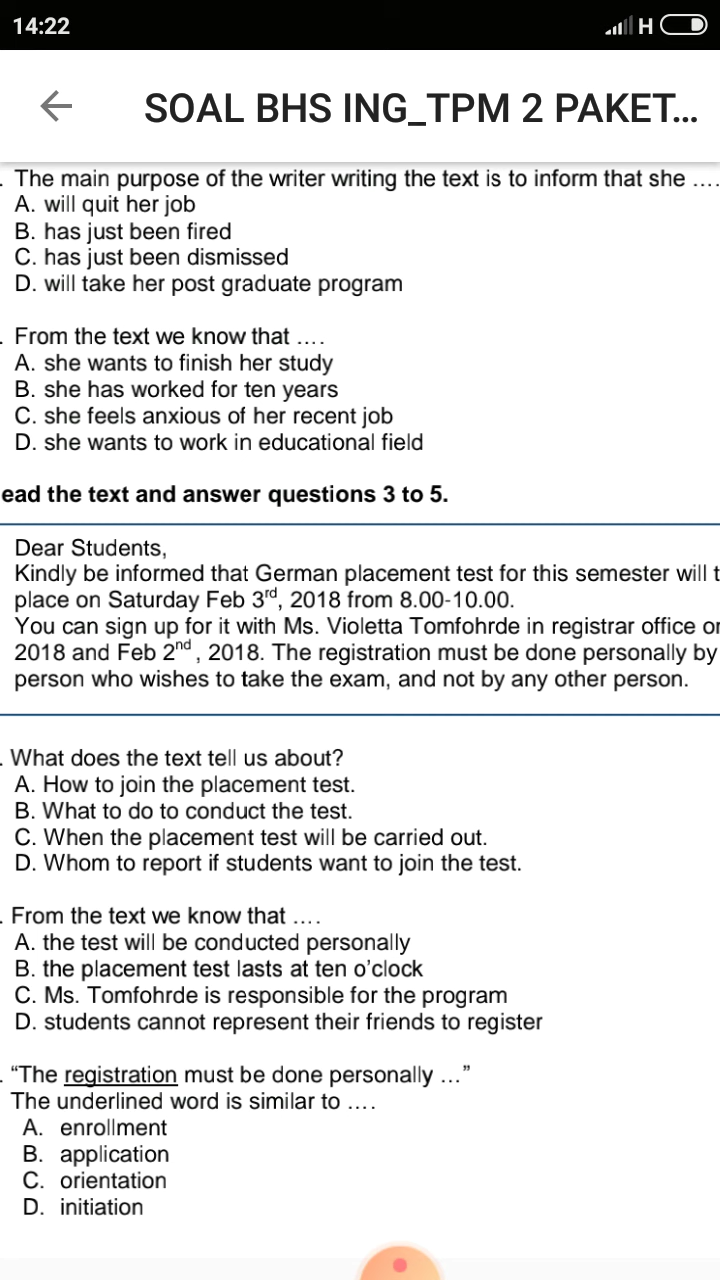 14:22
H
SOAL BHS ING_TPM 2 PAKET...
. The main purpose of the writer writing the text is to inform that she ....
A. will quit her job
B. has just been fired
C. has just been dismissed
D. will take her post graduate program
. From the text we know that ....
A. she wants to finish her study
B. she has worked for ten years
C. she feels anxious of her recent job
D. she wants to work in educational field
ead the text and answer questions 3 to 5.
Dear Students,
Kindly be informed that German placement test for this semester will t
place on Saturday Feb 3rd, 2018 from 8.00-10.00.
You can sign up for it with Ms. Violetta Tomfohrde in registrar office or
2018 and Feb 2nd , 2018. The registration must be done personally by
person who wishes to take the exam, and not by any other person.
. What does the text tell us about?
A. How to join the placement test.
B. What to do to conduct the test.
C. When the placement test will be carried out.
D. Whom to report if students want to join the test.
. From the text we know that ....
A. the test will be conducted personally
B. the placement test lasts at ten o'clock
C. Ms. Tomfohrde is responsible for the program
D. students cannot represent their friends to register
. “The registration must be done personally ...”
The underlined word is similar to ....
A. enrollment
B. application
C. orientation
D. initiation